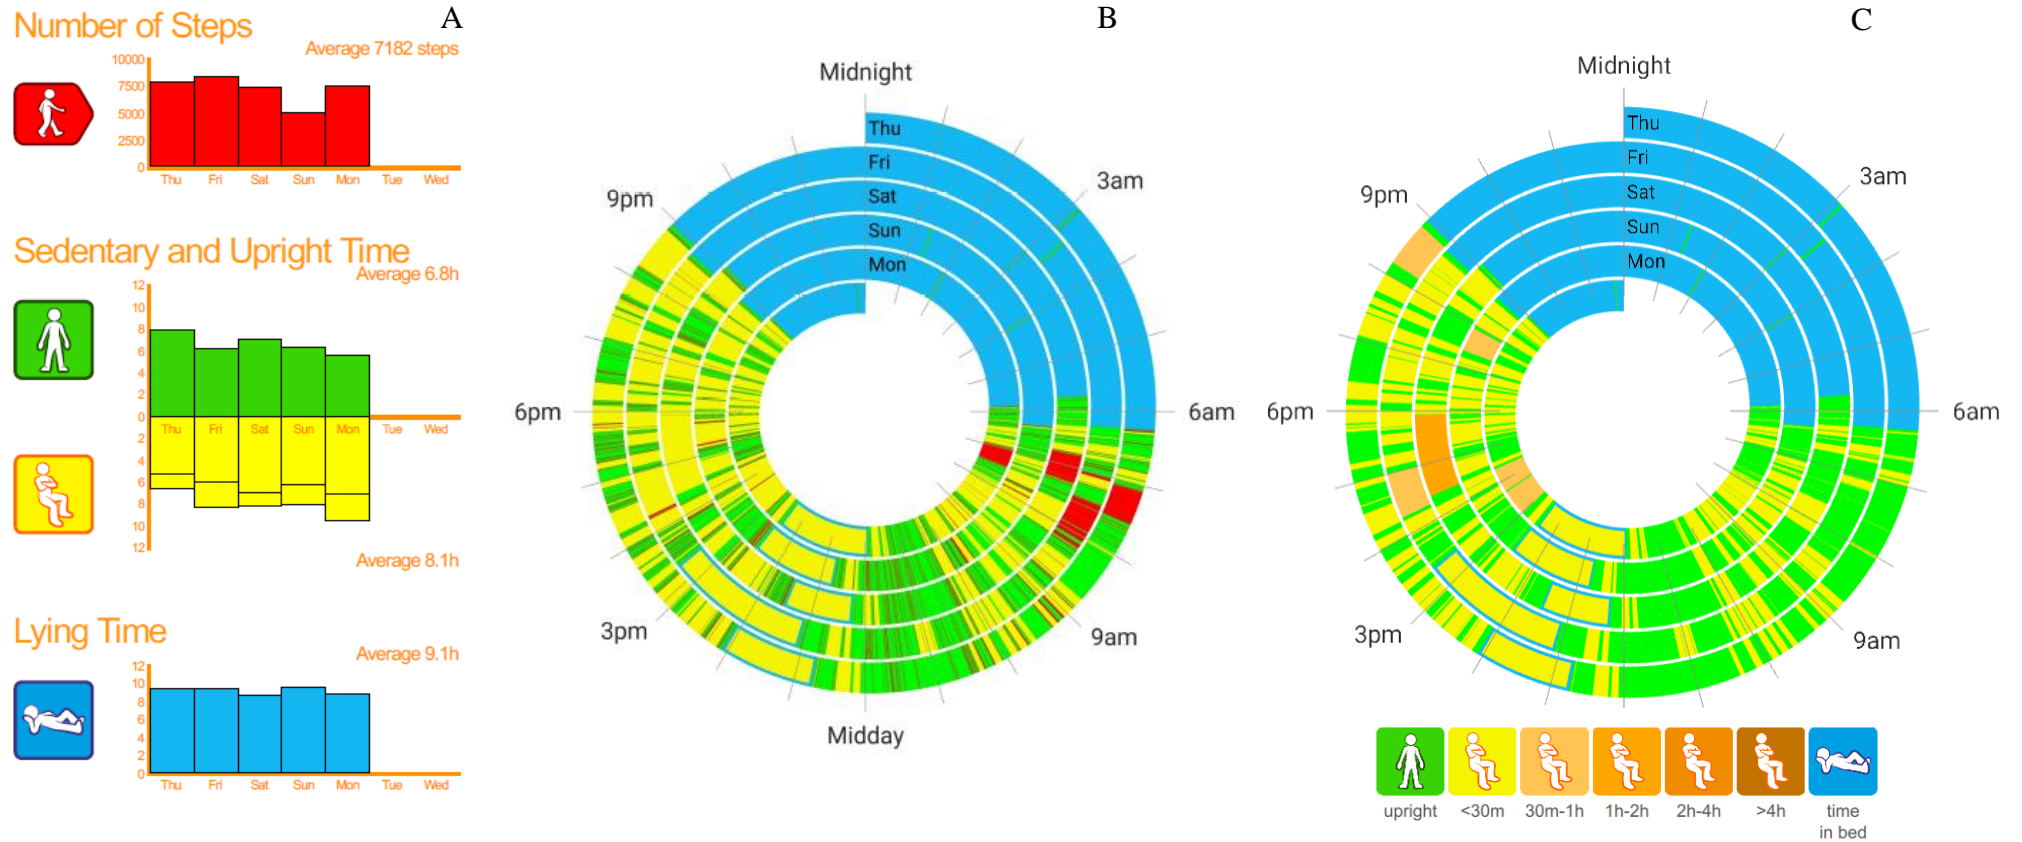 A
Number of Steps
Average 7182 steps
10000
7500
5000
2500
0
Thu Fri Sat Sun Mon Tue Wed
Sedentary and Upright Time
Average 6.8h
12
10
8
6
4
2
0
Thu Fri Sat Sun Mon Tue Wed
2
4
6
8
10
12
Average 8.1h
Lying Time
Average 9.1h
12
10
8
6
4
2
0
Thu Fri Sat Sun Mon Tue Wed
B
Midnight
Thu
Fri
Sat
Sun
Mon
3am
6am
9am
Midday
3pm
6pm
9pm
C
Midnight
Thu
Fri
Sat
Sun
Mon
3am
6am
9am
3pm
6pm
9pm
upright <30m 30m-1h 1h-2h 2h-4h >4h time
in bed